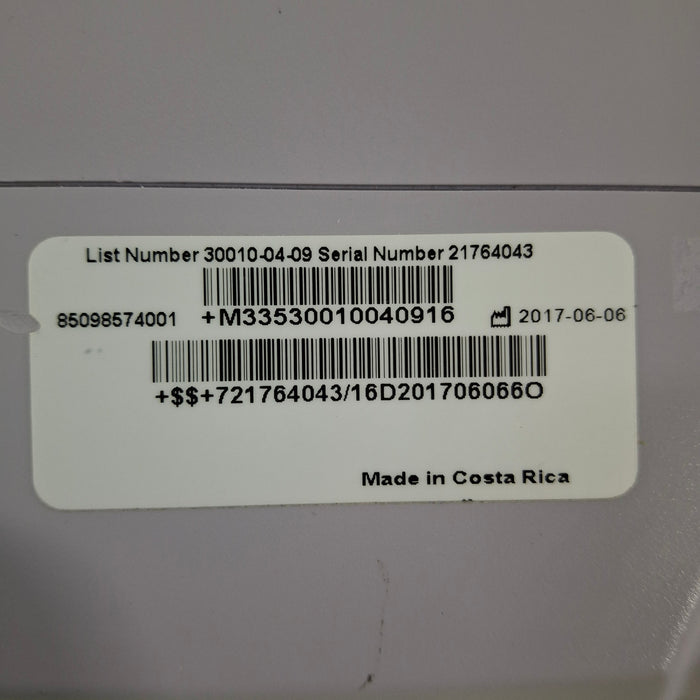 List Number 30010-04-09 Serial Number 21764043
85098574001 +M33530010040916 2017-06-06
+$$+721764043/16D201706066O
Made in Costa Rica